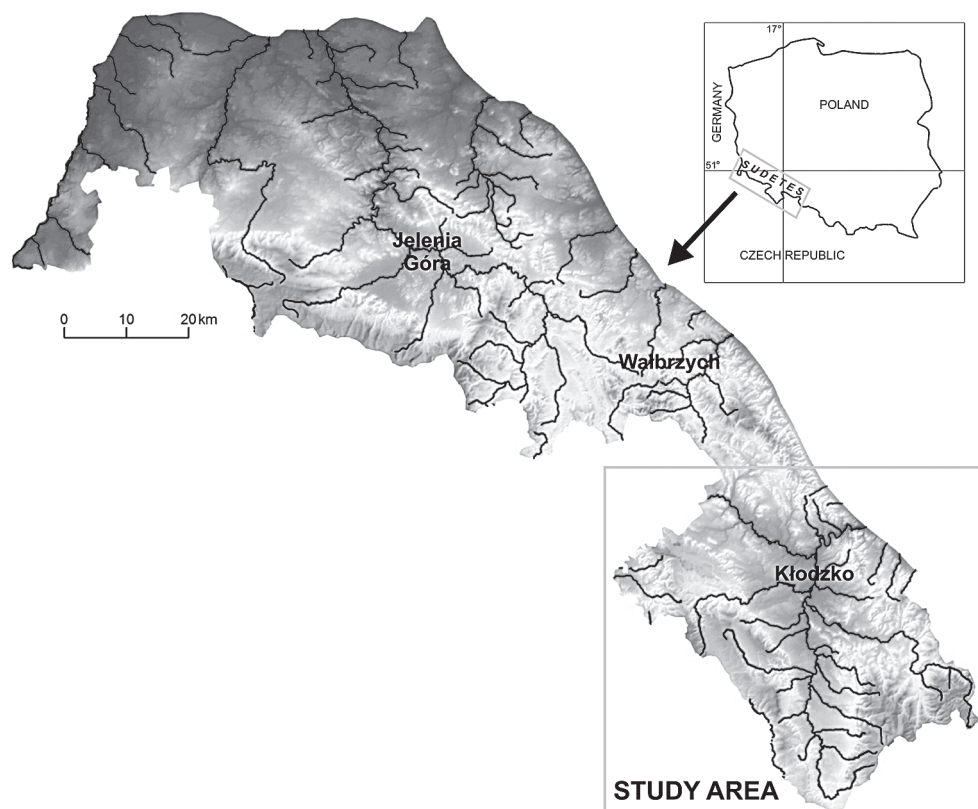 17°
GERMANY
POLAND
51°
SUDETES
CZECH REPUBLIC
Jelenia
Góra
0 10 20 km
Wałbrzych
Kłodzko
STUDY AREA